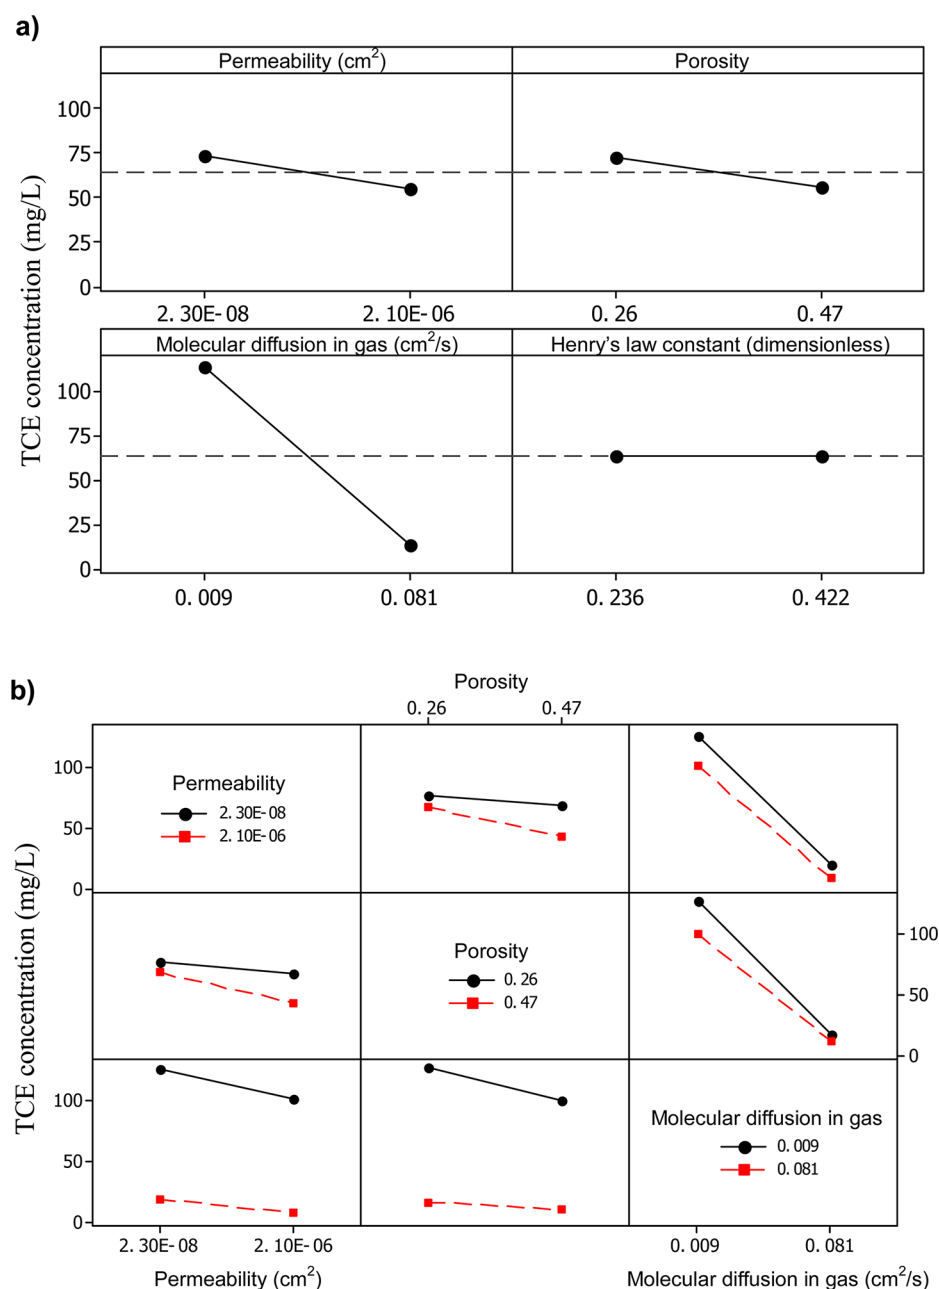 a)
Permeability (cm²) Porosity
TCE concentration (mg/L)
100
75
50
25
0
2.30E-08 2.10E-06 0.26 0.47
Molecular diffusion in gas (cm²/s) Henry's law constant (dimensionless)
100
75
50
25
0
0.009 0.081 0.236 0.422
b)
Porosity
0.26 0.47
TCE concentration (mg/L)
100
50
0
Permeability
2.30E-08
2.10E-06
Porosity
0.26
0.47
100
50
0
100
50
0
Molecular diffusion in gas
0.009
0.081
2.30E-08 2.10E-06 0.009 0.081
Permeability (cm²) Molecular diffusion in gas (cm²/s)